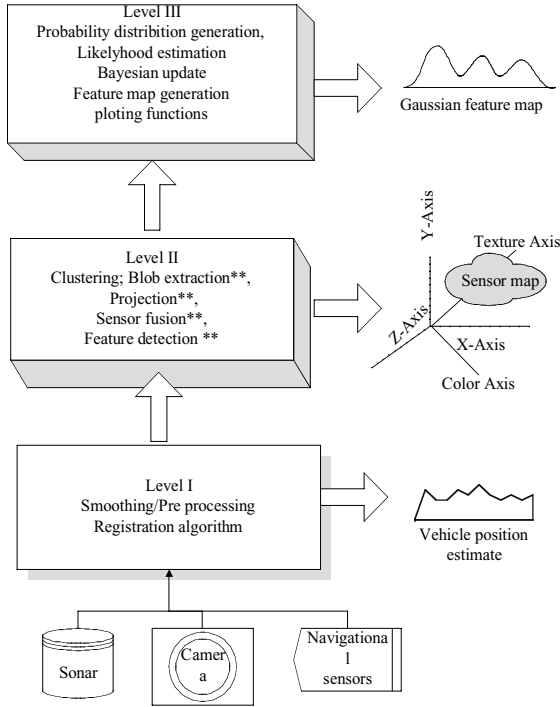 Level III
Probability distribition generation,
Likelyhood estimation
Bayesian update
Feature map generation
ploting functions
Gaussian feature map
Level II
Clustering; Blob extraction**,
Projection**,
Sensor fusion**,
Feature detection **
Y-Axis
Texture Axis
Sensor map
Z-Axis
X-Axis
Color Axis
Level I
Smoothing/Pre processing
Registration algorithm
Vehicle position
estimate
Sonar
Camer
a
Navigationa
l
sensors